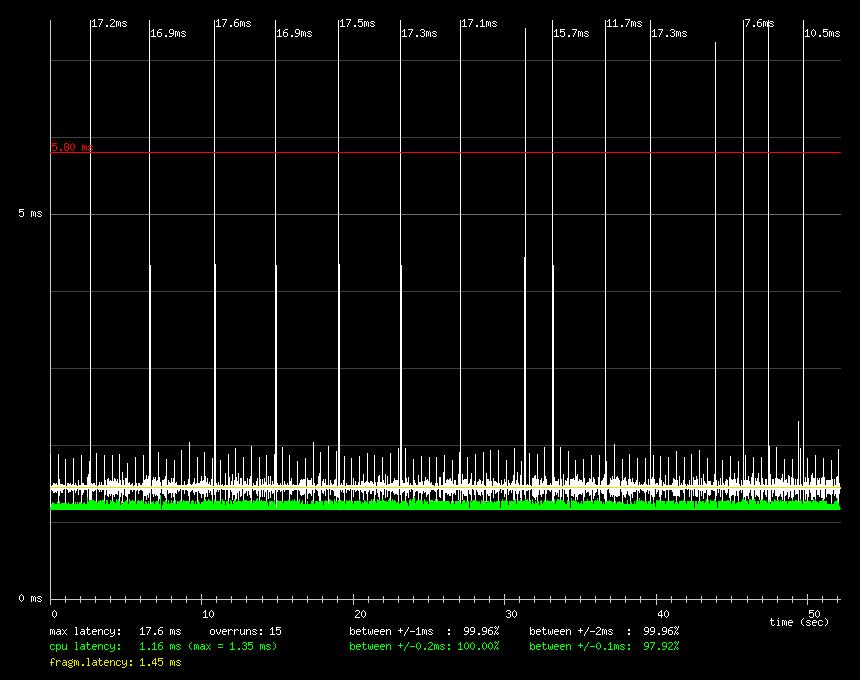 17.2ms 17.6ms 17.5ms 17.1ms 11.7ms 7.6ms
16.9ms 16.9ms 17.3ms 15.7ms 17.3ms 10.5ms
5.80 ms
5 ms
0 ms
0 10 20 30 40 50
time (sec)
max latency: 17.6 ms overruns: 15 between +/-1ms : 99.96% between +/-2ms : 99.96%
cpu latency: 1.16 ms (max = 1.35 ms) between +/-0.2ms: 100.00% between +/-0.1ms: 97.92%
fragm.latency: 1.45 ms